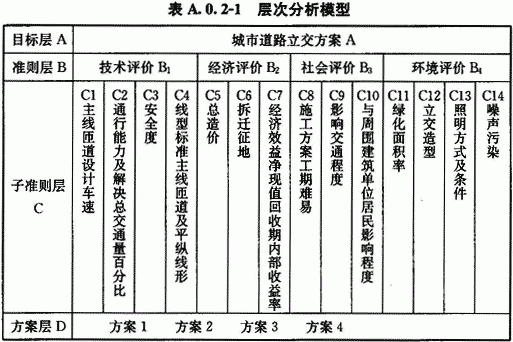 表 A.0.2-1 层次分析模型
目标层 A 城市道路立交方案 A
准则层 B 技术评价 B₁ 经济评价 B₂ 社会评价 B₃ 环境评价 B₄
子准则层 C
C1 主线匝道设计车速
C2 通行能力及解决总交通量百分比
C3 安全度
C4 线型标准主线匝道及平纵线形
C5 总造价
C6 拆迁征地
C7 经济效益净现值回收期内部收益率
C8 施工方案工期难易
C9 影响交通程度
C10 与周围建筑单位居民影响程度
C11 绿化面积率
C12 立交造型
C13 照明方式及条件
C14 噪声污染
方案层 D 方案 1 方案 2 方案 3 方案 4